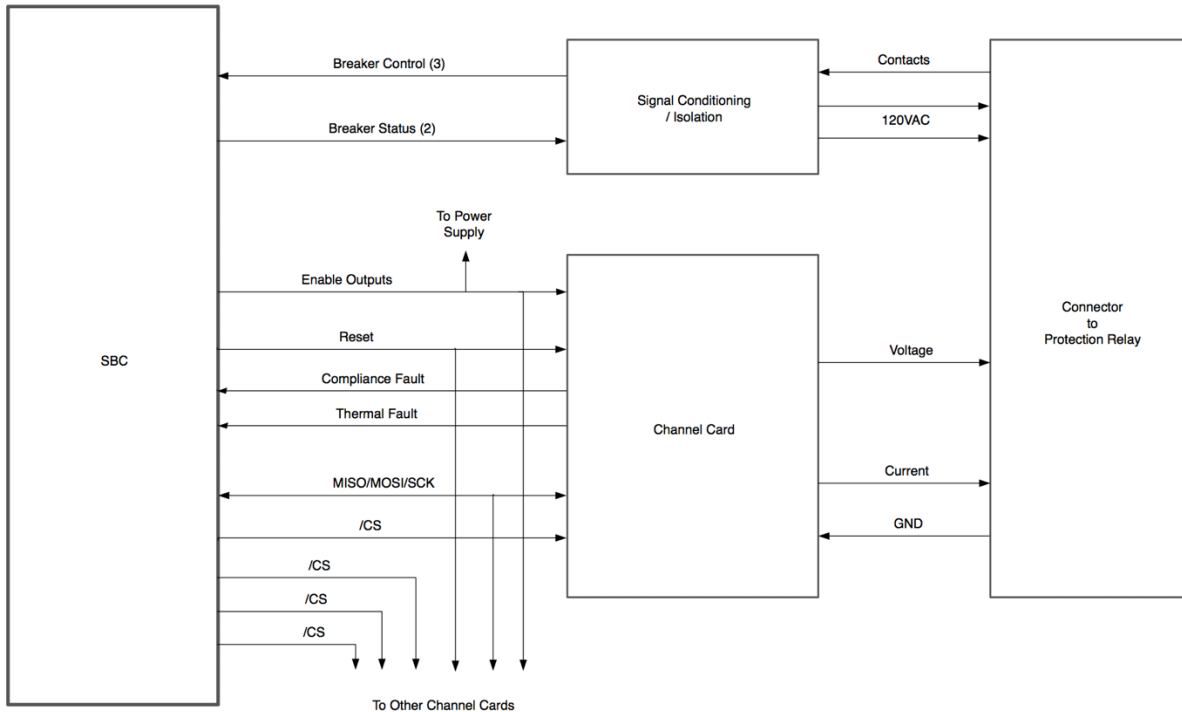 Breaker Control (3)
Contacts
Signal Conditioning
/ Isolation
120VAC
Breaker Status (2)
To Power
Supply
Enable Outputs
Connector
to
Protection Relay
Reset
SBC
Voltage
Compliance Fault
Thermal Fault
Channel Card
Current
MISO/MOSI/SCK
/CS
GND
/CS
/CS
/CS
To Other Channel Cards